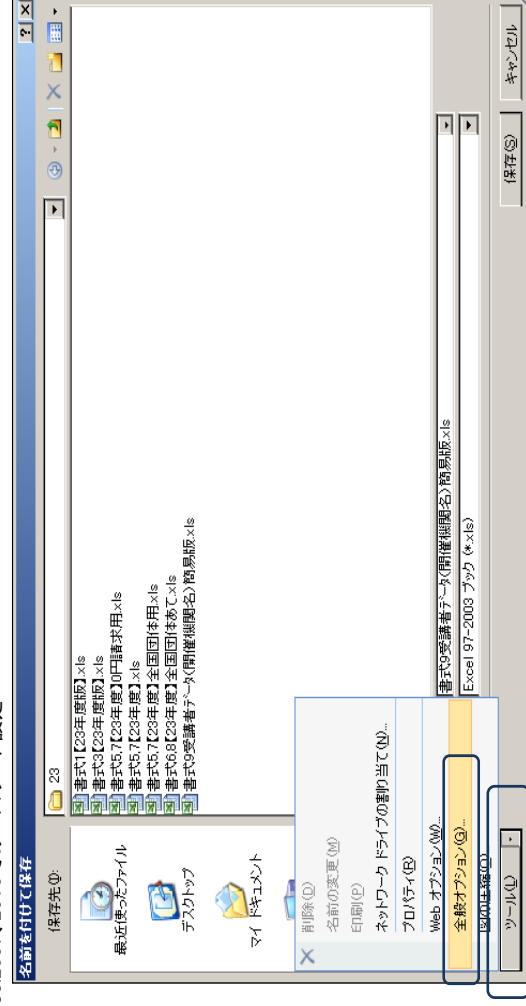 名前を付けて保存
保存先(I):
23
最近使ったファイル
デスクトップ
マイ ドキュメント
書式1【23年度版】.xls
書式3【23年度版】.xls
書式5,7【23年度】0円請求用.xls
書式5,7【23年度】.xls
書式5,7【23年度】全国団体用.xls
書式6,8【23年度】全国団体あて.xls
書式9受講者データ(開催機関名)簡易版.xls
削除(D)
名前の変更(M)
印刷(P)
ネットワーク ドライブの割り当て(N)...
プロパティ(R)
Web オプション(W)...
全般オプション(G)...
図の圧縮(O)
書式9受講者データ(開催機関名)簡易版.xls
Excel 97-2003 ブック (*.xls)
ツール(L)
保存(S)
キャンセル